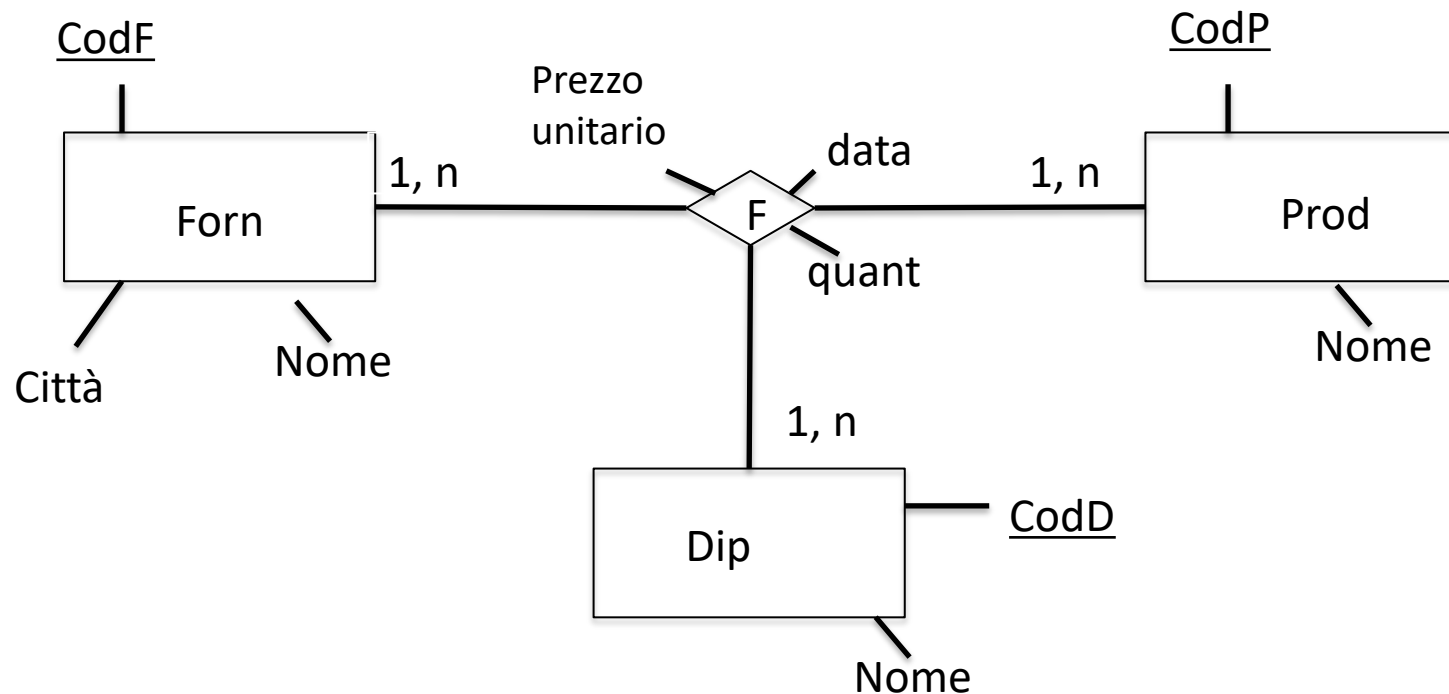 CodF
CodP
Prezzo
unitario
data
1, n
1, n
Forn
F
Prod
quant
Città
Nome
Nome
1, n
Dip
CodD
Nome